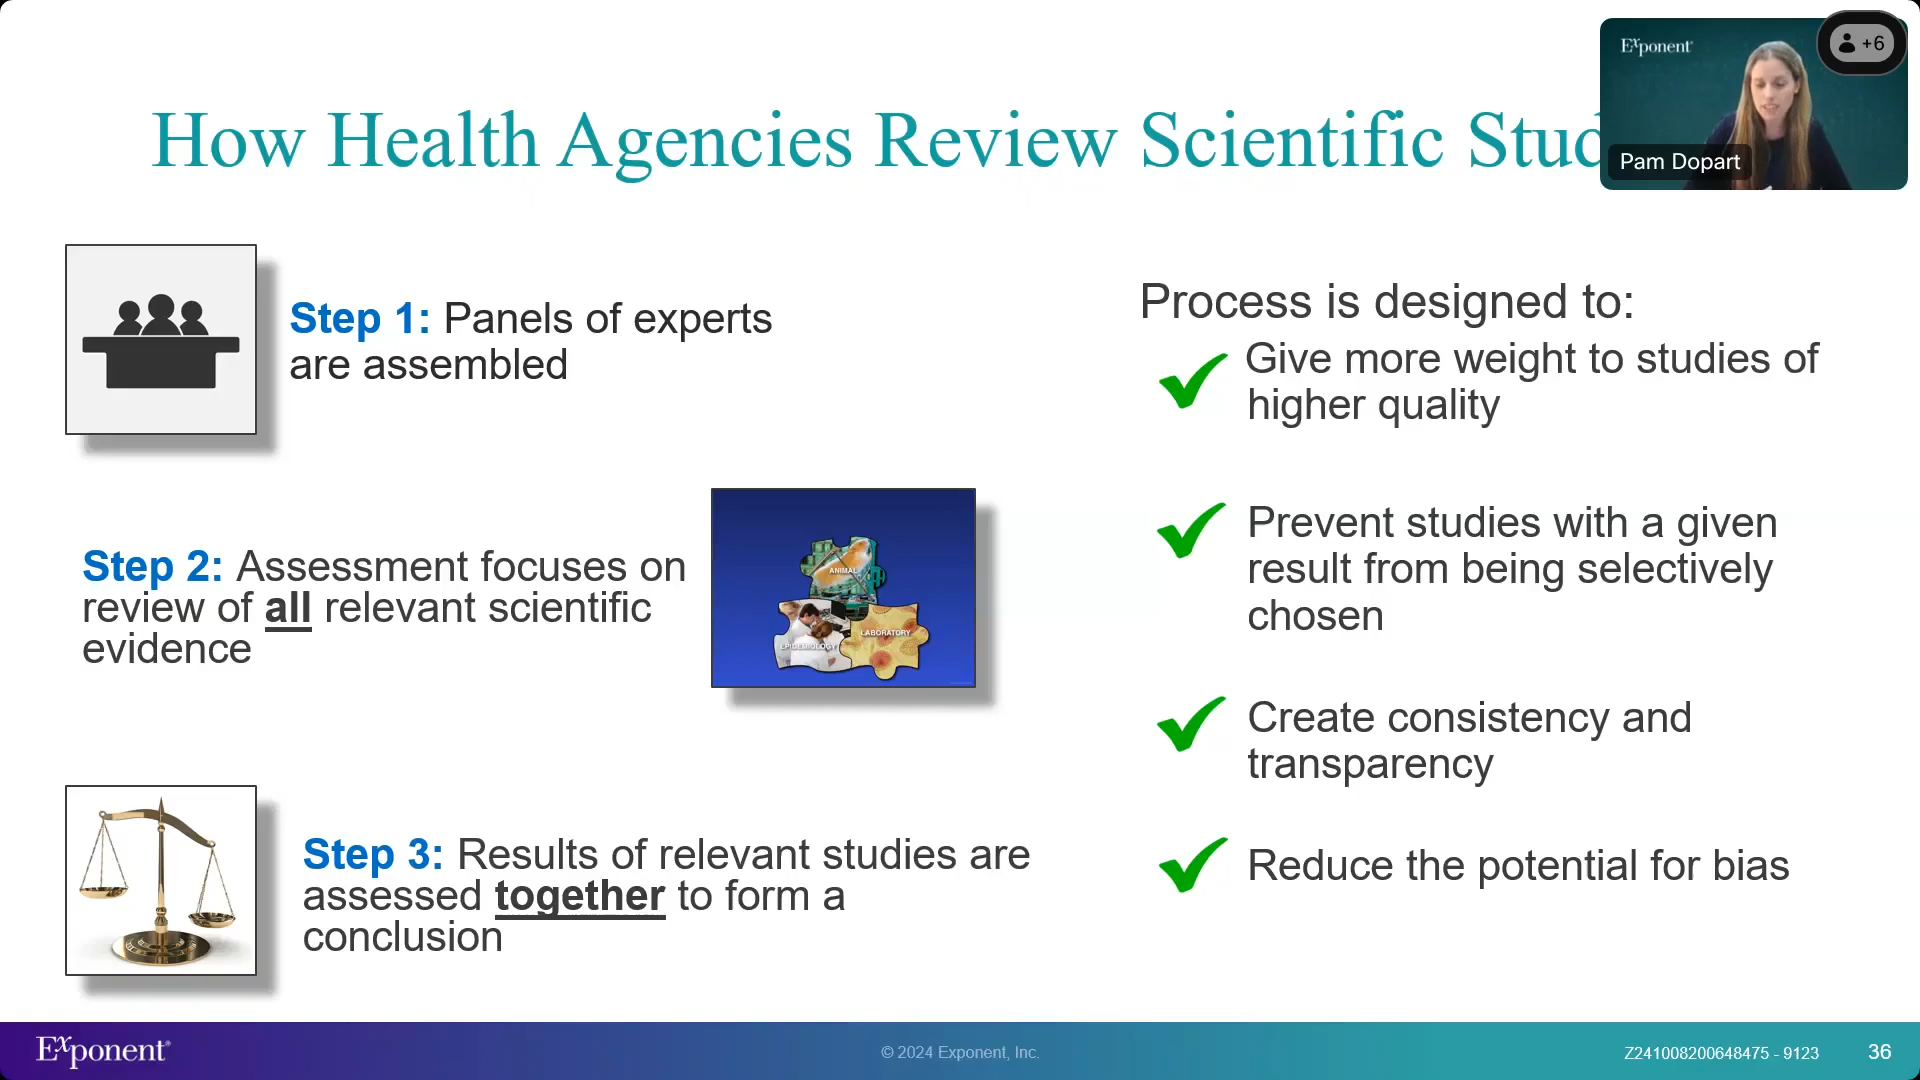 Exponent®
+6
Pam Dopart
How Health Agencies Review Scientific Stud
Step 1: Panels of experts
are assembled
Step 2: Assessment focuses on
review of all relevant scientific
evidence
ANIMAL
EPIDEMIOLOGY
LABORATORY
Step 3: Results of relevant studies are
assessed together to form a
conclusion
Process is designed to:
Give more weight to studies of
higher quality
Prevent studies with a given
result from being selectively
chosen
Create consistency and
transparency
Reduce the potential for bias
Exponent®
© 2024 Exponent, Inc.
Z241008200648475 - 9123
36